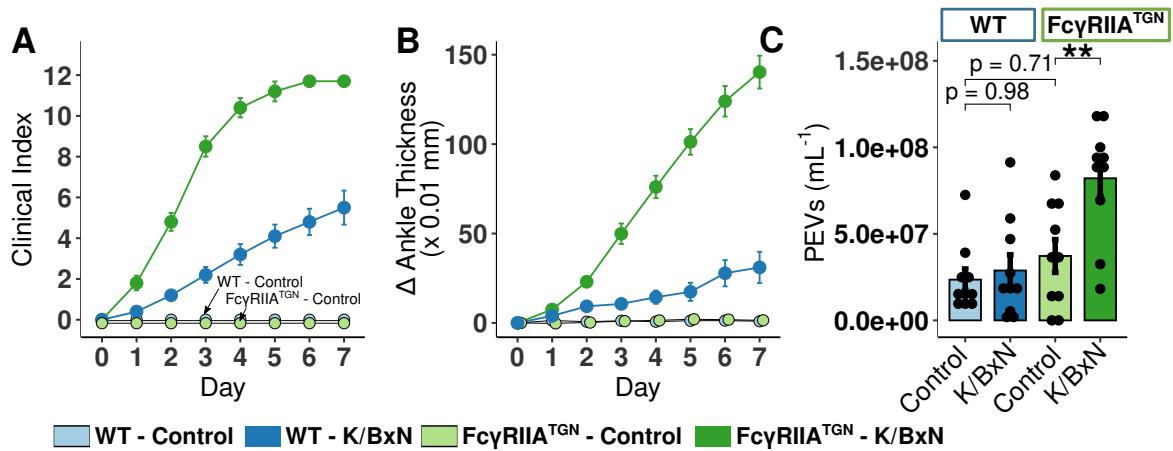 A
Clinical Index
12
10
8
6
4
2
0
WT - Control
FcγRIIA^TGN - Control
0 1 2 3 4 5 6 7
Day
B
Δ Ankle Thickness
(x 0.01 mm)
150
100
50
0
0 1 2 3 4 5 6 7
Day
C
WT FcγRIIA^TGN
PEVs (mL⁻¹)
1.5e+08
1.0e+08
5.0e+07
0.0e+00
**
p = 0.71
p = 0.98
Control K/BxN Control K/BxN
WT - Control WT - K/BxN FcγRIIA^TGN - Control FcγRIIA^TGN - K/BxN